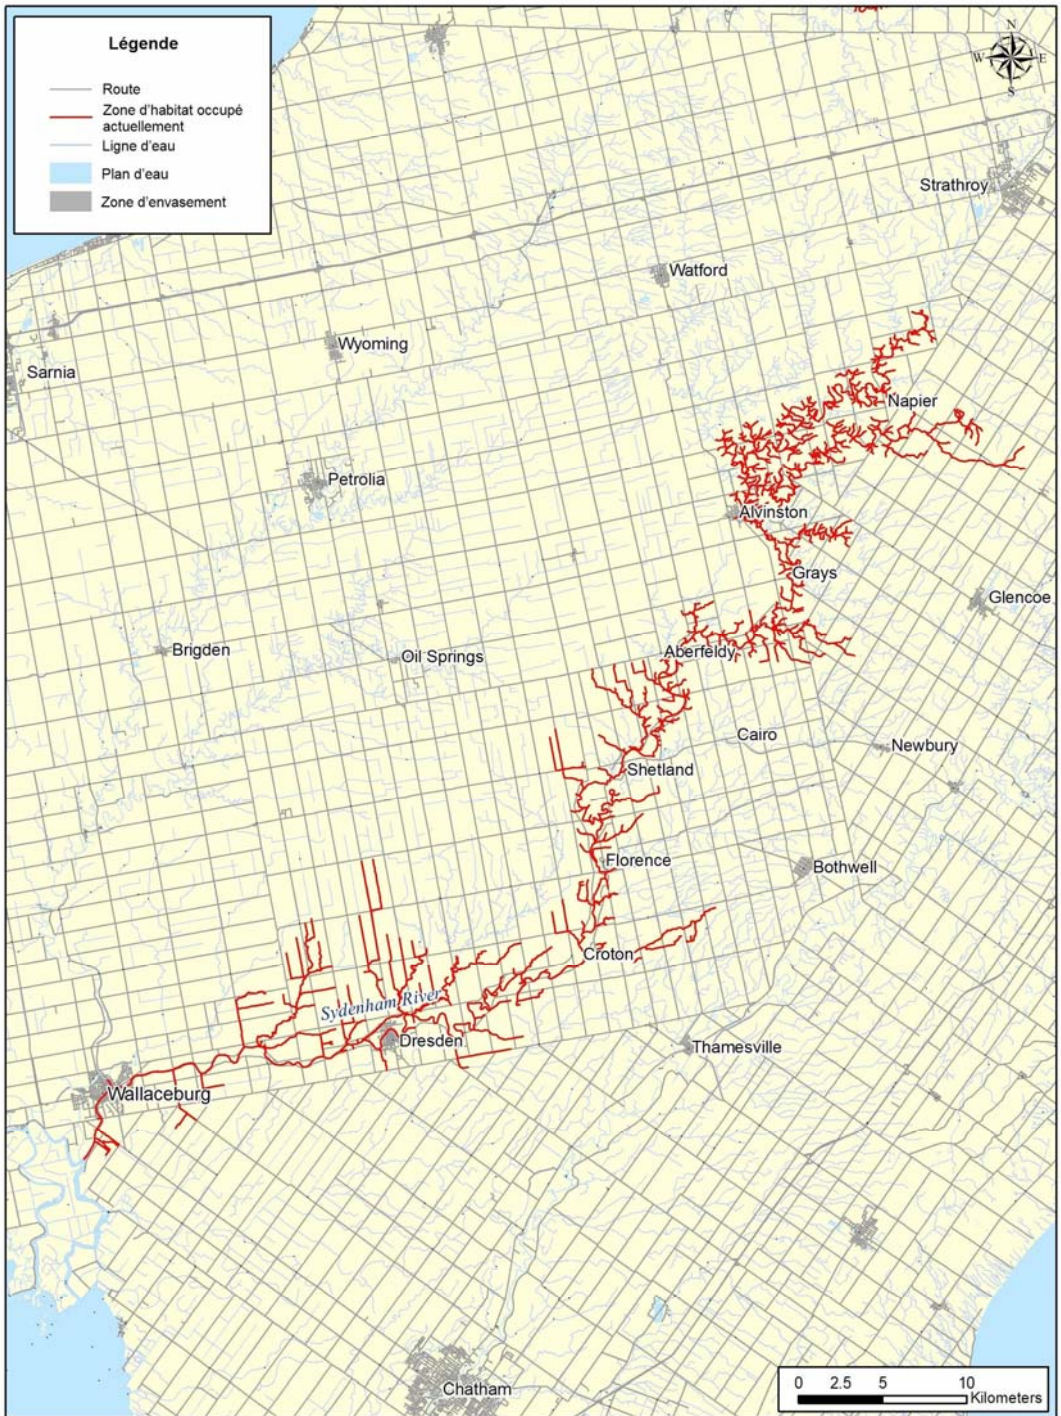 Légende
Route
Zone d'habitat occupé
actuellement
Ligne d'eau
Plan d'eau
Zone d'envasement
N
W E
S
Strathroy
Watford
Wyoming
Sarnia
Napier
Petrolia
Alvinston
Grays
Glencoe
Brigden
Oil Springs
Aberfeldy
Cairo
Newbury
Shetland
Florence
Bothwell
Croton
Sydenham River
Dresden
Thamesville
Wallaceburg
Chatham
0 2.5 5 10
Kilometers